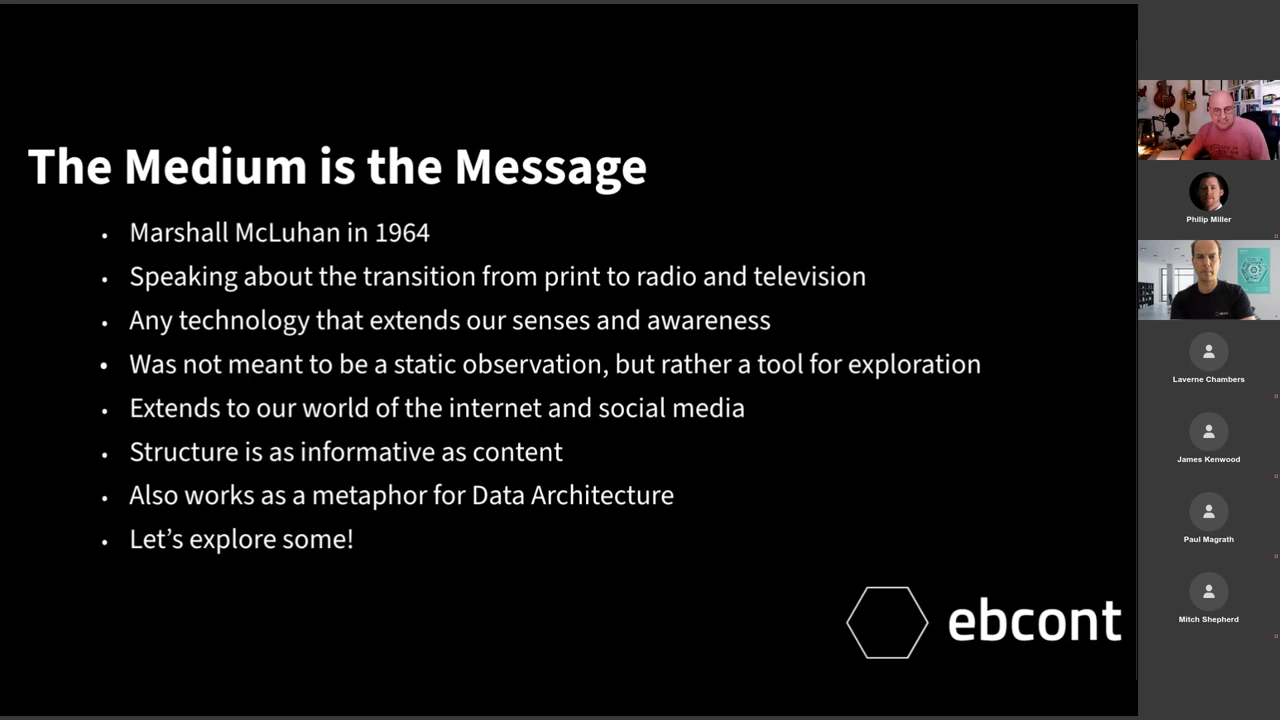 The Medium is the Message
• Marshall McLuhan in 1964
• Speaking about the transition from print to radio and television
• Any technology that extends our senses and awareness
• Was not meant to be a static observation, but rather a tool for exploration
• Extends to our world of the internet and social media
• Structure is as informative as content
• Also works as a metaphor for Data Architecture
• Let’s explore some!
ebcont
Philip Miller
Laverne Chambers
James Kenwood
Paul Magrath
Mitch Shepherd